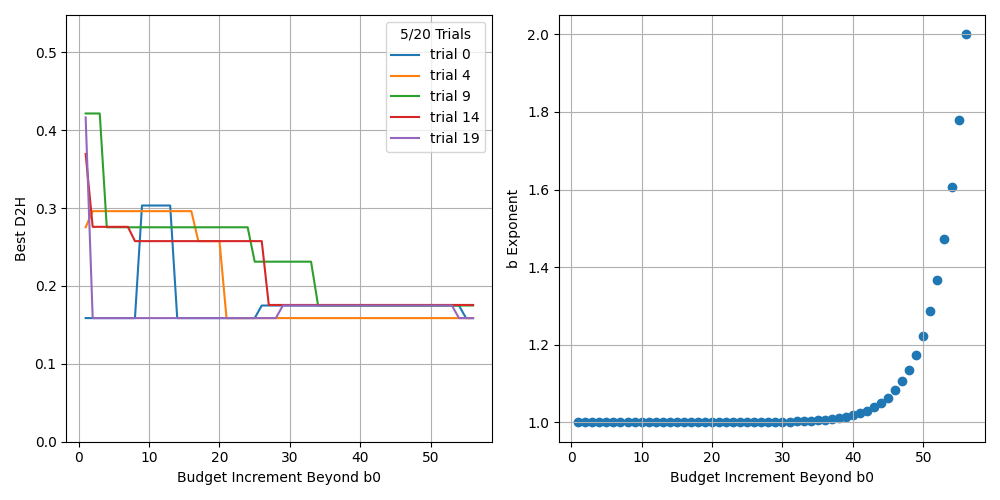 0.5
0.4
0.3
0.2
0.1
0.0
Best D2H
0 10 20 30 40 50
Budget Increment Beyond b0
5/20 Trials
trial 0
trial 4
trial 9
trial 14
trial 19
2.0
1.8
1.6
1.4
1.2
1.0
b Exponent
0 10 20 30 40 50
Budget Increment Beyond b0